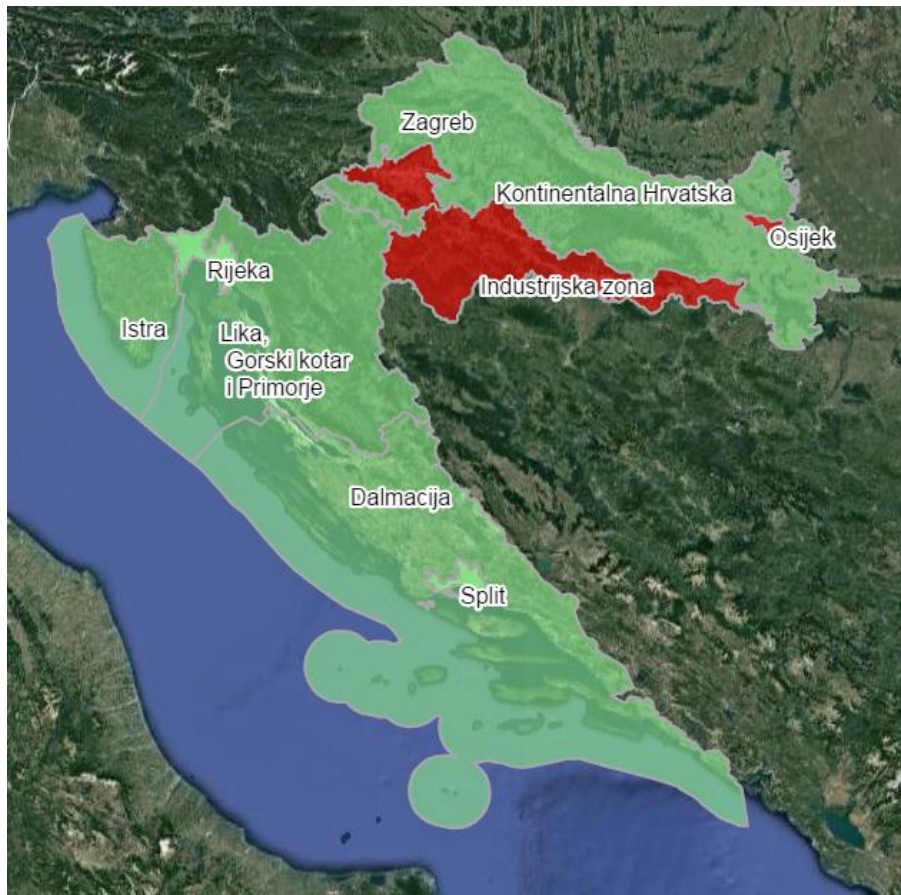 Zagreb
Kontinentalna Hrvatska
Osijek
Rijeka
Industrijska zona
Istra
Lika,
Gorski kotar
i Primorje
Dalmacija
Split